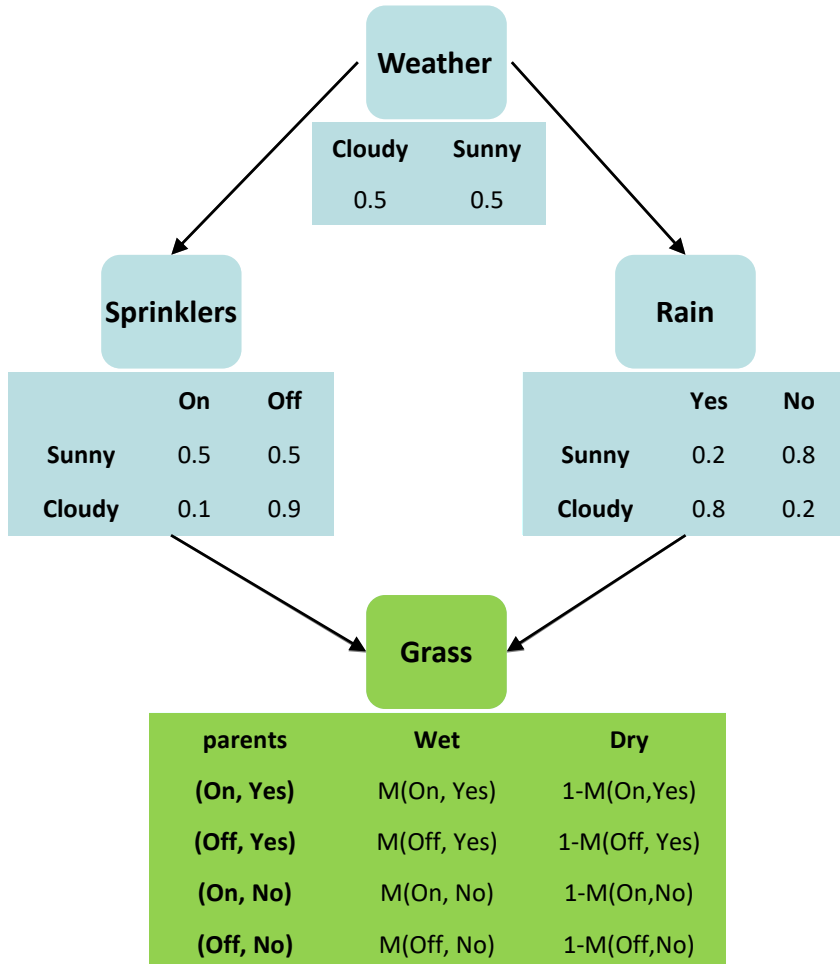 Weather
Cloudy Sunny
0.5 0.5
Sprinklers
On Off
Sunny 0.5 0.5
Cloudy 0.1 0.9
Rain
Yes No
Sunny 0.2 0.8
Cloudy 0.8 0.2
Grass
parents Wet Dry
(On, Yes) M(On, Yes) 1-M(On,Yes)
(Off, Yes) M(Off, Yes) 1-M(Off, Yes)
(On, No) M(On, No) 1-M(On,No)
(Off, No) M(Off, No) 1-M(Off,No)